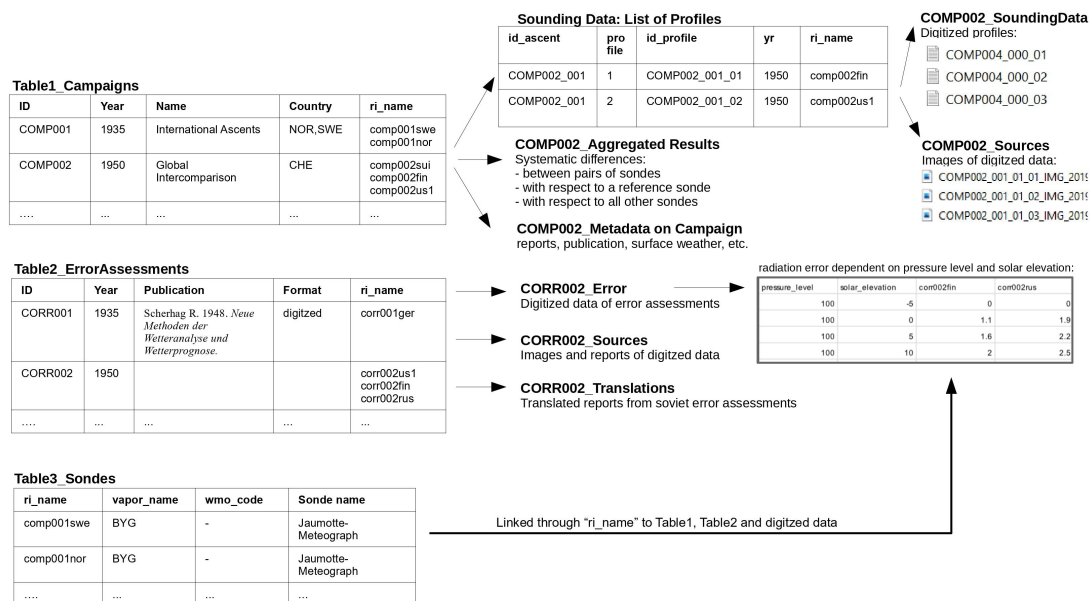 Sounding Data: List of Profiles
id_ascent pro file id_profile yr ri_name
COMP002_001 1 COMP002_001_01 1950 comp002fin
COMP002_001 2 COMP002_001_02 1950 comp002us1
COMP002_SoundingData
Digitized profiles:
COMP004_000_01
COMP004_000_02
COMP004_000_03
COMP002_Sources
Images of digitzed data:
COMP002_001_01_01_IMG_2019
COMP002_001_01_02_IMG_2019
COMP002_001_01_03_IMG_2019
Table1_Campaigns
ID Year Name Country ri_name
COMP001 1935 International Ascents NOR,SWE comp001swe
comp001nor
COMP002 1950 Global CHE comp002sui
Intercomparison comp002fin
comp002us1
.... ... ... ... ...
COMP002_Aggregated Results
Systematic differences:
- between pairs of sondes
- with respect to a reference sonde
- with respect to all other sondes
COMP002_Metadata on Campaign
reports, publication, surface weather, etc.
Table2_ErrorAssessments
ID Year Publication Format ri_name
CORR001 1935 Scherhag R. 1948. Neue digitzed corr001ger
Methoden der
Wetteranalyse und
Wetterprognose.
CORR002 1950 corr002us1
corr002fin
corr002rus
.... ... ... ... ...
CORR002_Error
Digitized data of error assessments
CORR002_Sources
Images and reports of digitzed data
CORR002_Translations
Translated reports from soviet error assessments
radiation error dependent on pressure level and solar elevation:
pressure_level solar_elevation corr002fin corr002rus
100 -5 0 0
100 0 1.1 1.9
100 5 1.6 2.2
100 10 2 2.5
Table3_Sondes
ri_name vapor_name wmo_code Sonde name
comp001swe BYG - Jaumotte-
Meteograph
comp001nor BYG - Jaumotte-
Meteograph
.... ... ... ...
Linked through “ri_name” to Table1, Table2 and digitzed data